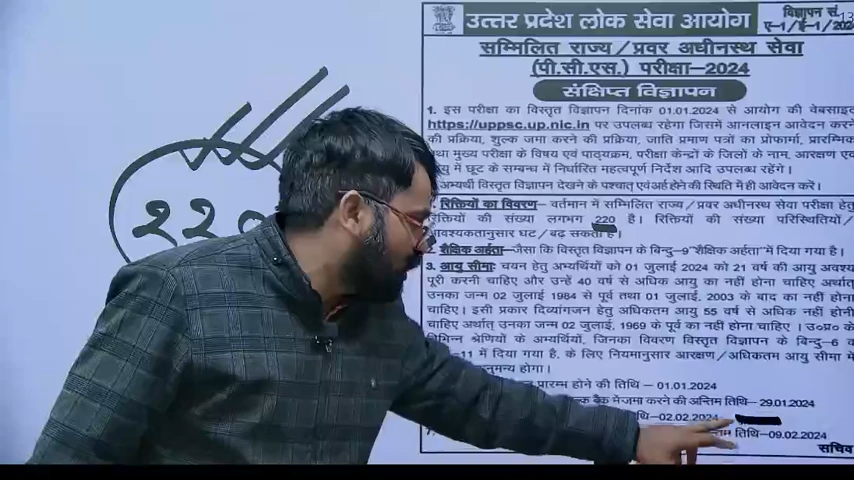 उत्तर प्रदेश लोक सेवा आयोग
विज्ञापन सं.
ए-1/ई-1/2024
सम्मिलित राज्य/प्रवर अधीनस्थ सेवा
(पी.सी.एस.) परीक्षा-2024
संक्षिप्त विज्ञापन
1. इस परीक्षा का विस्तृत विज्ञापन दिनांक 01.01.2024 से आयोग की वेबसाइट
https://uppsc.up.nic.in पर उपलब्ध रहेगा जिसमें आनलाइन आवेदन करने
की प्रक्रिया, शुल्क जमा करने की प्रक्रिया, जाति प्रमाण पत्रों का प्रोफार्मा, प्रारम्भिक
तथा मुख्य परीक्षा के विषय एवं पाठ्यक्रम, परीक्षा केन्द्रों के जिलों के नाम, आरक्षण एवं
में छूट के सम्बन्ध में निर्धारित महत्वपूर्ण निर्देश आदि उपलब्ध रहेंगे।
अभ्यर्थी विस्तृत विज्ञापन देखने के पश्चात् एवं अर्ह होने की स्थिति में ही आवेदन करें।
रिक्तियों का विवरण:-वर्तमान में सम्मिलित राज्य/प्रवर अधीनस्थ सेवा परीक्षा हेतु
रिक्तियों की संख्या लगभग 220 है। रिक्तियों की संख्या परिस्थितियों/
आवश्यकतानुसार घट/बढ़ सकती है।
220
शैक्षिक अर्हता-जैसा कि विस्तृत विज्ञापन के बिन्दु-9"शैक्षिक अर्हता"में दिया गया है।
3. आयु सीमा: चयन हेतु अभ्यर्थियों को 01 जुलाई 2024 को 21 वर्ष की आयु अवश्य
पूरी करनी चाहिए और उन्हें 40 वर्ष से अधिक आयु का नहीं होना चाहिए अर्थात्
उनका जन्म 02 जुलाई 1984 से पूर्व तथा 01 जुलाई, 2003 के बाद का नहीं होना
चाहिए। इसी प्रकार दिव्यांगजन हेतु अधिकतम आयु 55 वर्ष से अधिक नहीं होनी
चाहिए अर्थात् उनका जन्म 02 जुलाई, 1969 के पूर्व का नहीं होना चाहिए। उ०प्र० के
विभिन्न श्रेणियों के अभ्यर्थियों, जिनका विवरण विस्तृत विज्ञापन के बिन्दु-6 व
11 में दिया गया है, के लिए नियमानुसार आरक्षण/अधिकतम आयु सीमा में
मान्य होगी।
प्रारम्भ होने की तिथि-01.01.2024
जमा करने की अन्तिम तिथि-29.01.2024
-02.02.2024
तिथि-09.02.2024
सचिव